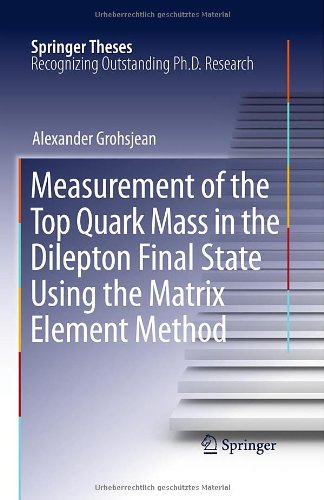 Urheberrechtlich geschütztes Material
Springer Theses
Recognizing Outstanding Ph.D. Research
Alexander Grohsjean
Measurement of the
Top Quark Mass in the
Dilepton Final State
Using the Matrix
Element Method
Springer
Urheberrechtlich geschütztes Material